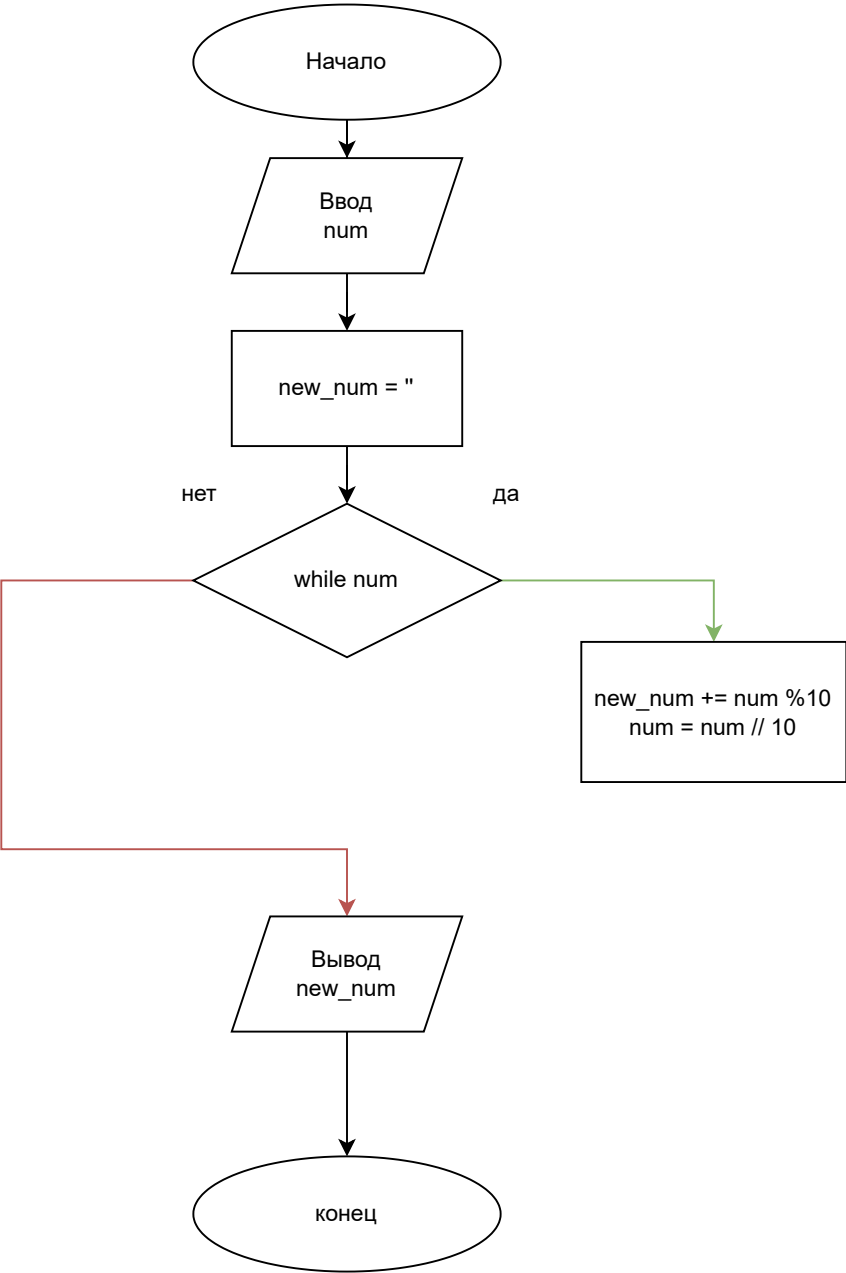 Начало
Ввод
num
new_num = ''
нет
да
while num
new_num += num %10
num = num // 10
Вывод
new_num
конец